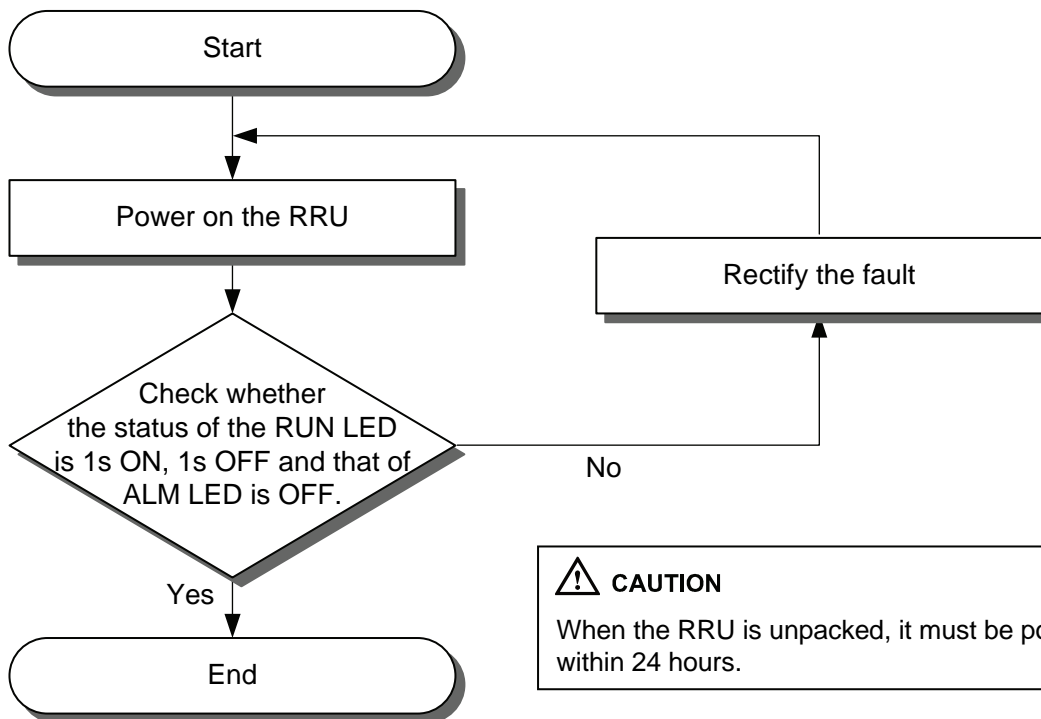 Start
Power on the RRU
Rectify the fault
Check whether
the status of the RUN LED
is 1s ON, 1s OFF and that of
ALM LED is OFF.
No
Yes
CAUTION
When the RRU is unpacked, it must be
within 24 hours.
End